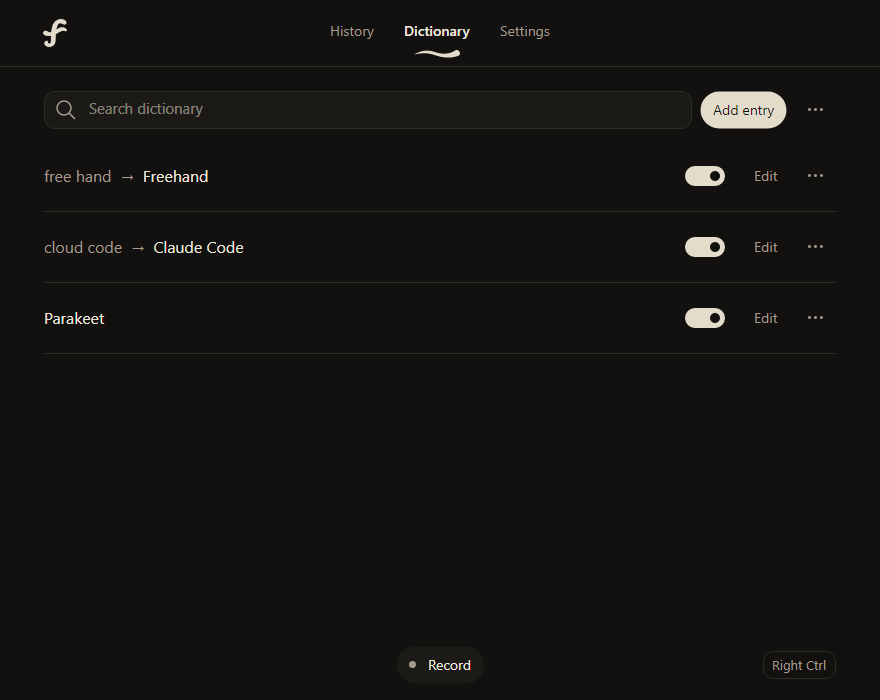 History Dictionary Settings
Search dictionary Add entry
free hand → Freehand Edit
cloud code → Claude Code Edit
Parakeet Edit
Record Right Ctrl